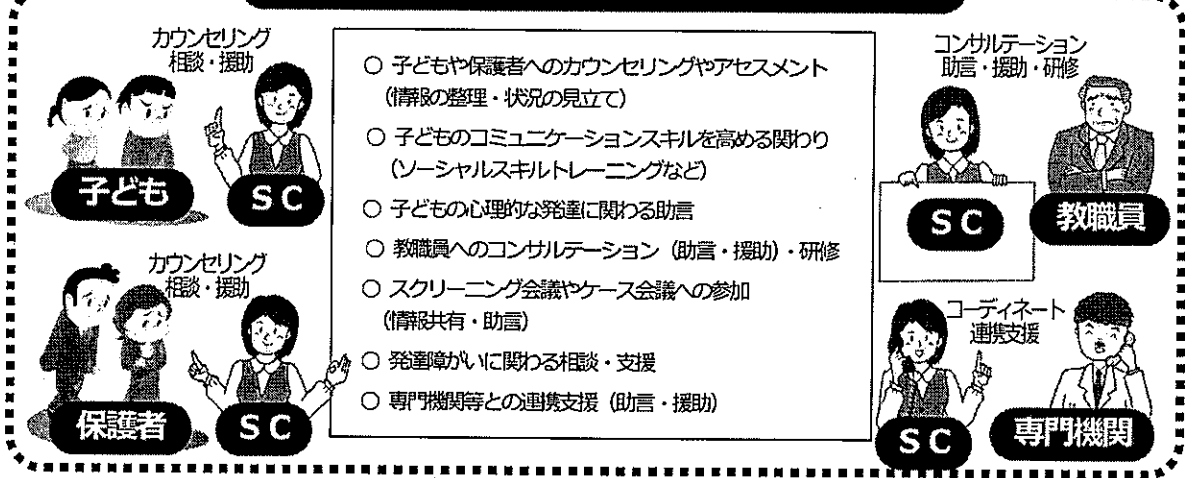 カウンセリング
相談・援助
子ども
SC
カウンセリング
相談・援助
保護者
SC
○ 子どもや保護者へのカウンセリングやアセスメント
(情報の整理・状況の見立て)
○ 子どものコミュニケーションスキルを高める関わり
(ソーシャルスキルトレーニングなど)
○ 子どもの心理的な発達に関わる助言
○ 教職員へのコンサルテーション(助言・援助)・研修
○ スクリーニング会議やケース会議への参加
(情報共有・助言)
○ 発達障がいに関わる相談・支援
○ 専門機関等との連携支援(助言・援助)
コンサルテーション
助言・援助・研修
SC
教職員
コーディネート
連携支援
SC
専門機関